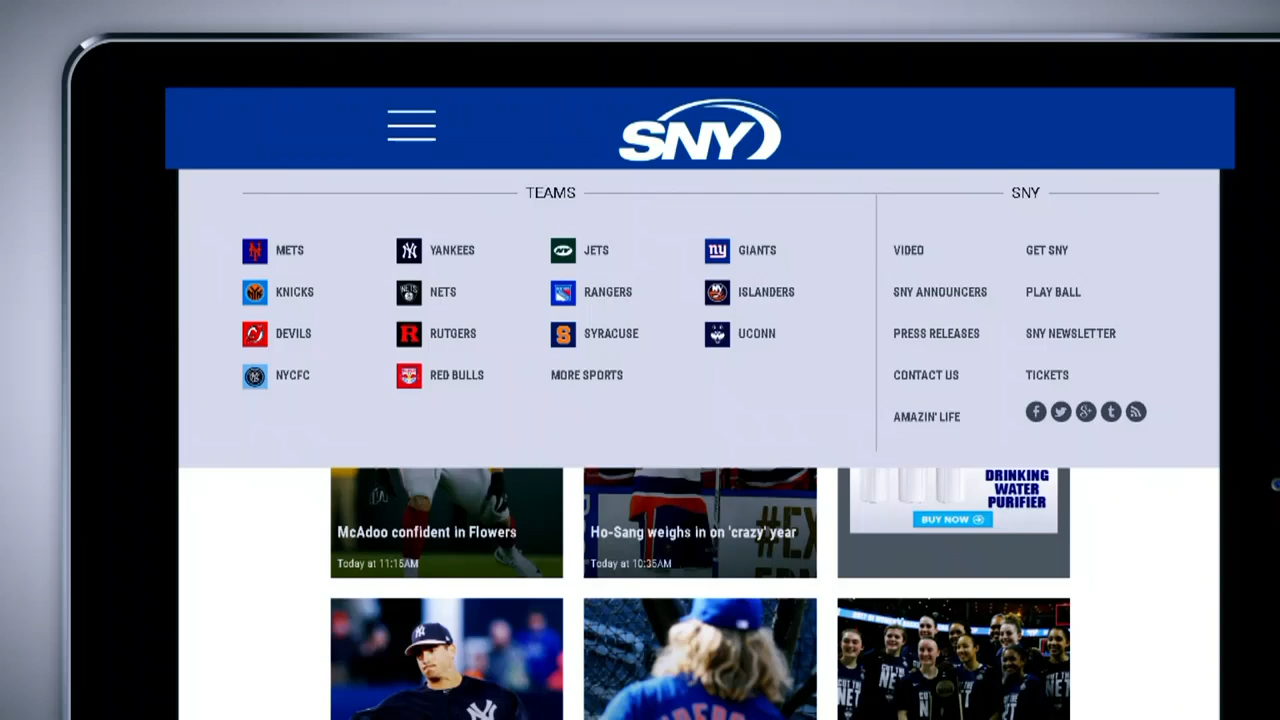 SNY
TEAMS
SNY
METS
YANKEES
JETS
GIANTS
VIDEO
GET SNY
KNICKS
NETS
RANGERS
ISLANDERS
SNY ANNOUNCERS
PLAY BALL
DEVILS
RUTGERS
SYRACUSE
UCONN
PRESS RELEASES
SNY NEWSLETTER
NYCFC
RED BULLS
MORE SPORTS
CONTACT US
TICKETS
AMAZIN' LIFE
DRINKING
WATER
PURIFIER
BUY NOW
McAdoo confident in Flowers
Ho-Sang weighs in on 'crazy' year
Today at 11:15AM
Today at 10:35AM